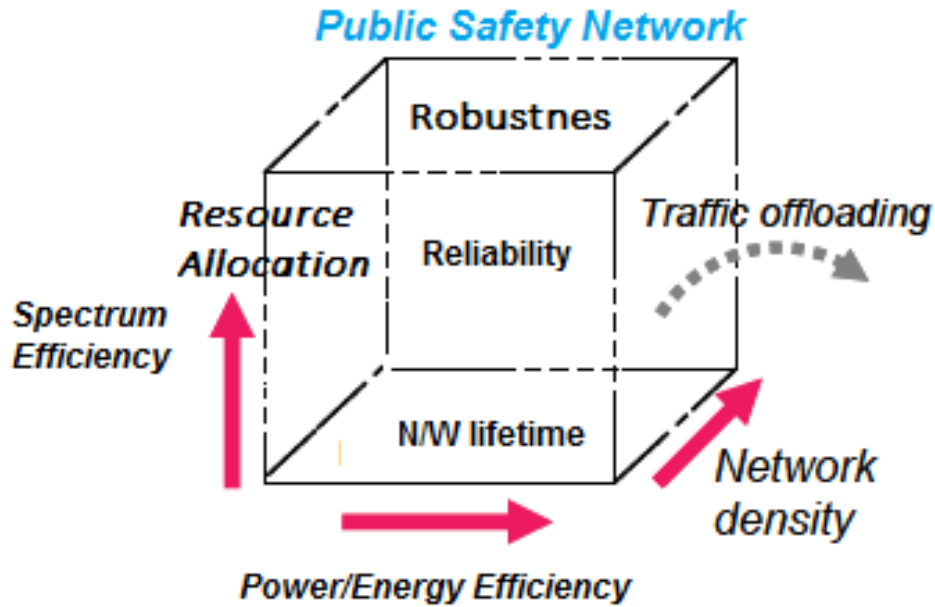 Public Safety Network
Robustnes
Resource
Allocation
Reliability
Traffic offloading
Spectrum
Efficiency
N/W lifetime
Network
density
Power/Energy Efficiency